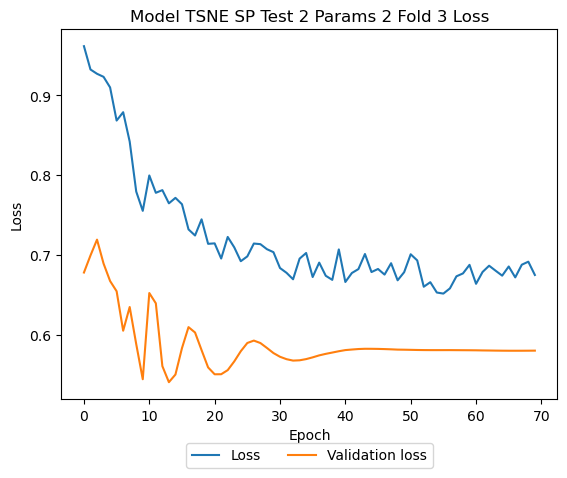 Model TSNE SP Test 2 Params 2 Fold 3 Loss
Loss
0.9
0.8
0.7
0.6
0 10 20 30 40 50 60 70
Epoch
Loss Validation loss